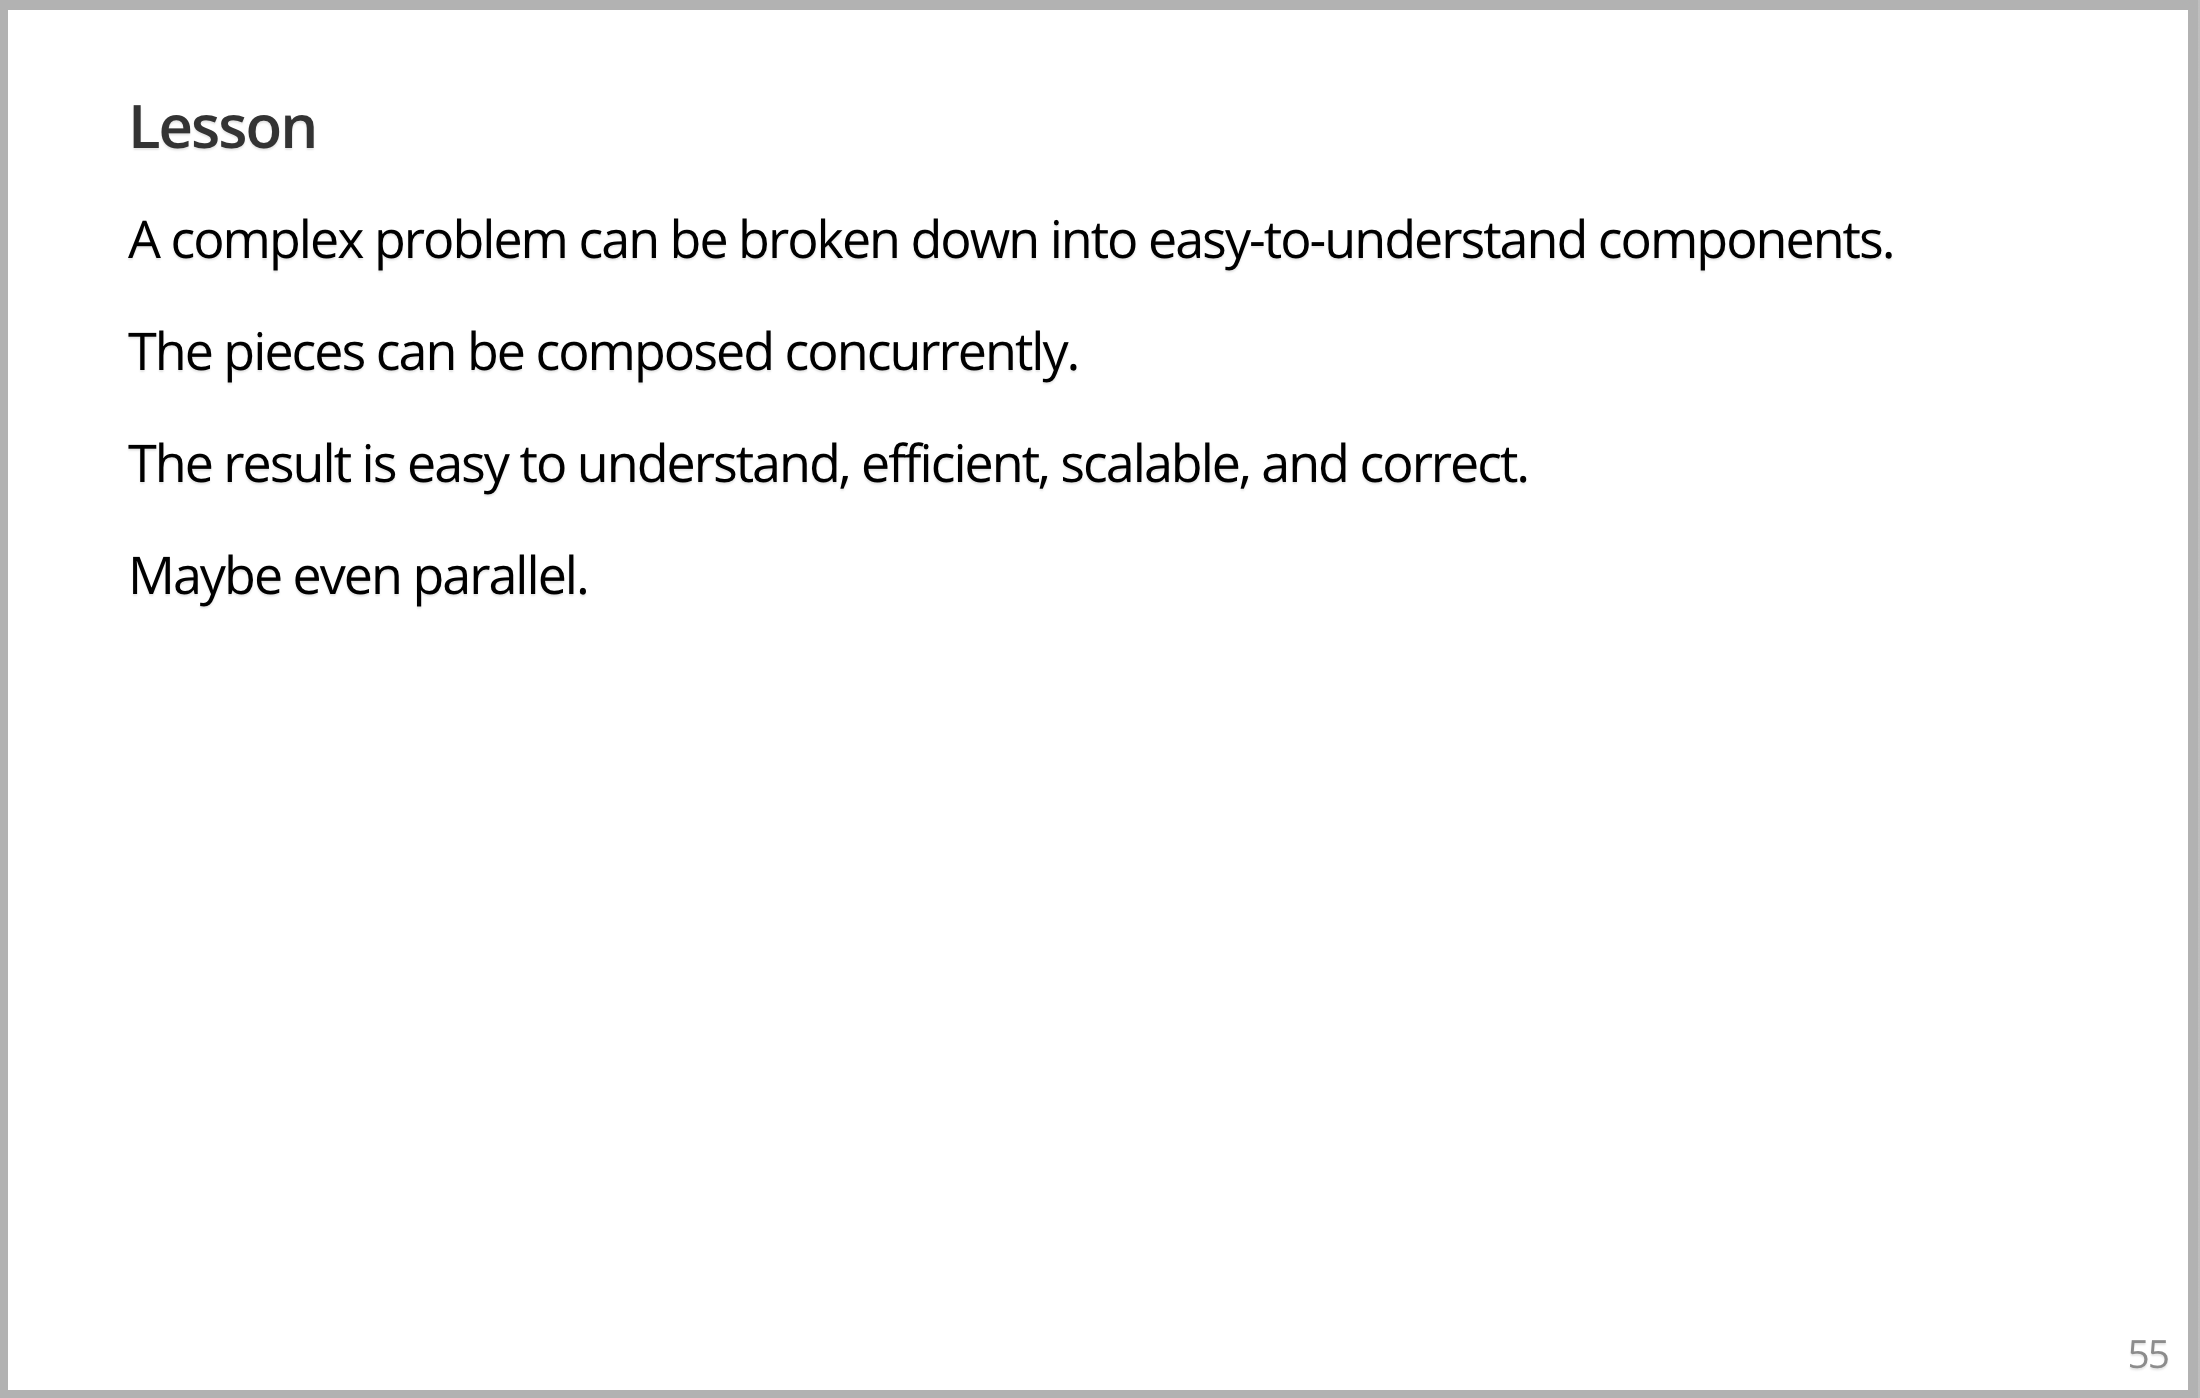 Lesson
A complex problem can be broken down into easy-to-understand components.
The pieces can be composed concurrently.
The result is easy to understand, efficient, scalable, and correct.
Maybe even parallel.
55